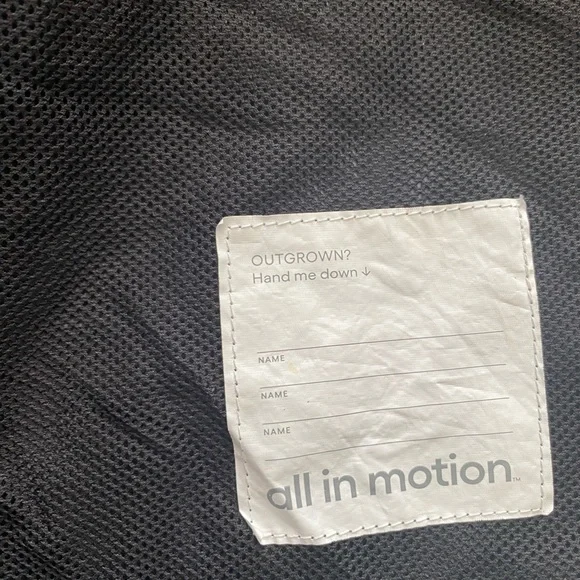 OUTGROWN?
Hand me down ↓
NAME
NAME
NAME
all in motion™